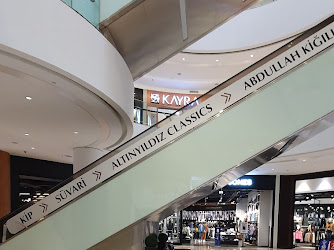 KAYRA
KİP >> SÜVARİ >> ALTINYILDIZ CLASSICS >> ABDULLAH KİĞILI